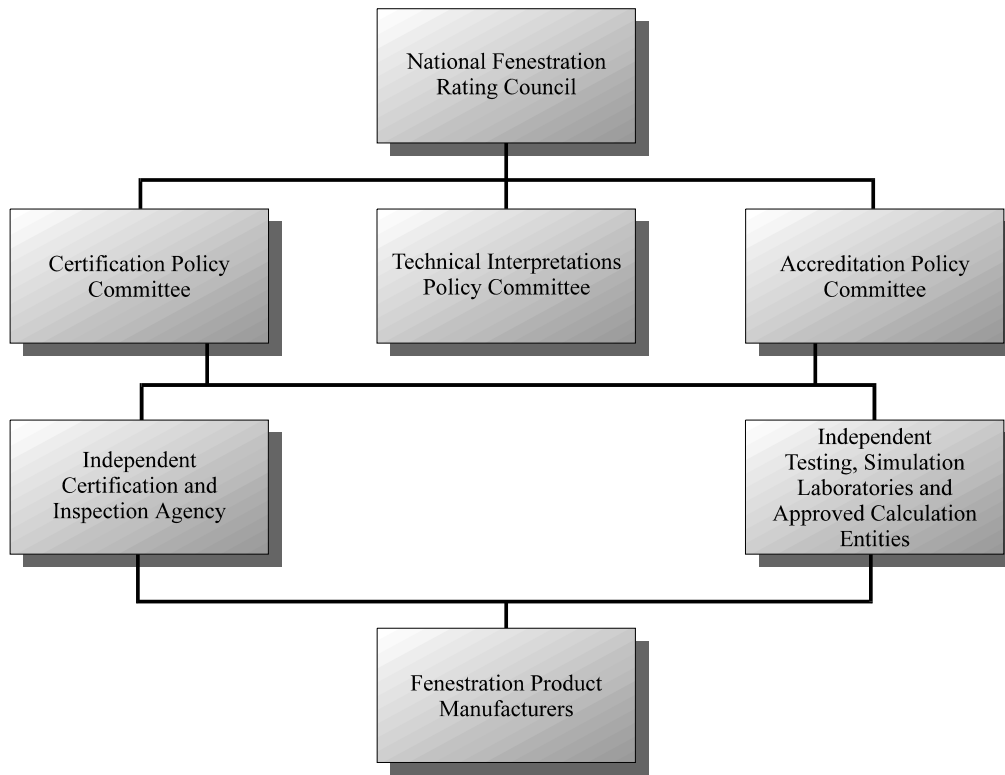 National Fenestration
Rating Council
Certification Policy
Committee
Technical Interpretations
Policy Committee
Accreditation Policy
Committee
Independent
Certification and
Inspection Agency
Independent
Testing, Simulation
Laboratories and
Approved Calculation
Entities
Fenestration Product
Manufacturers